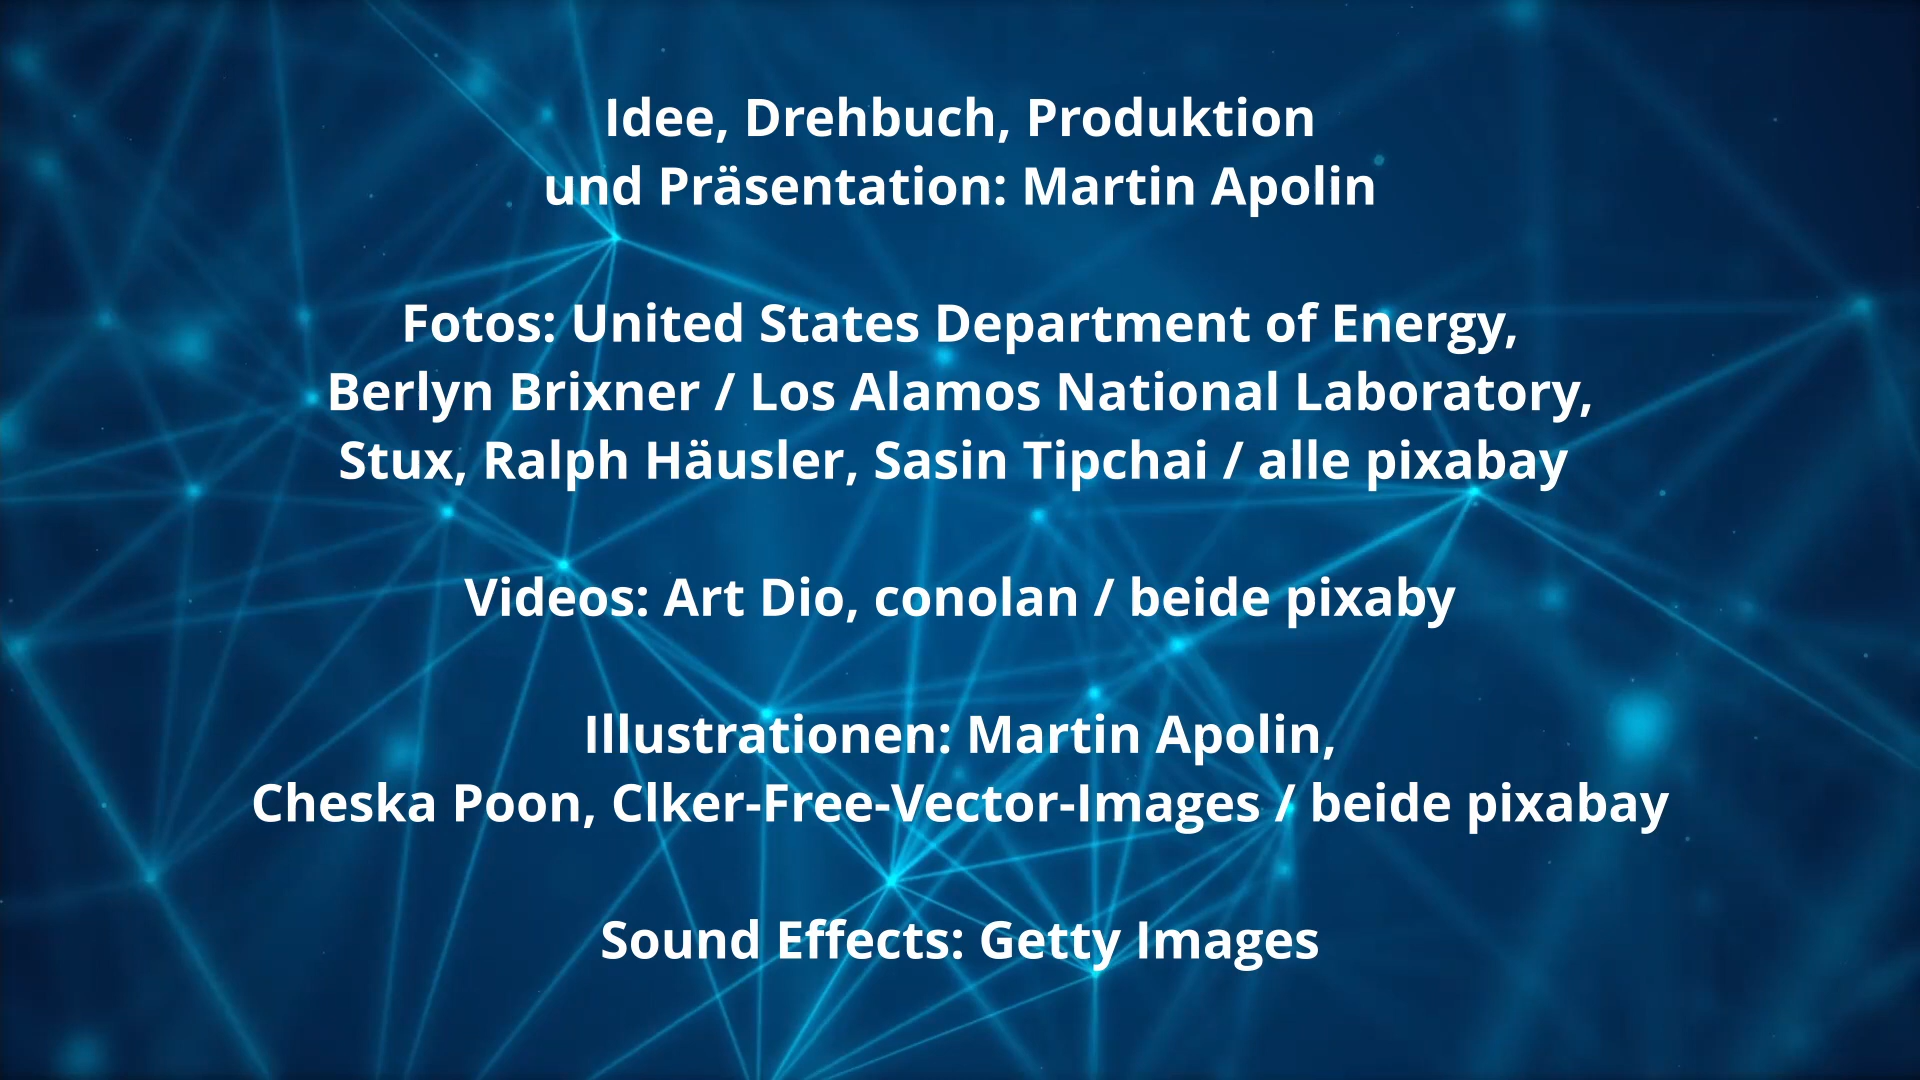 Idee, Drehbuch, Produktion
und Präsentation: Martin Apolin
Fotos: United States Department of Energy,
Berlyn Brixner / Los Alamos National Laboratory,
Stux, Ralph Häusler, Sasin Tipchai / alle pixabay
Videos: Art Dio, conolan / beide pixaby
Illustrationen: Martin Apolin,
Cheska Poon, Clker-Free-Vector-Images / beide pixabay
Sound Effects: Getty Images